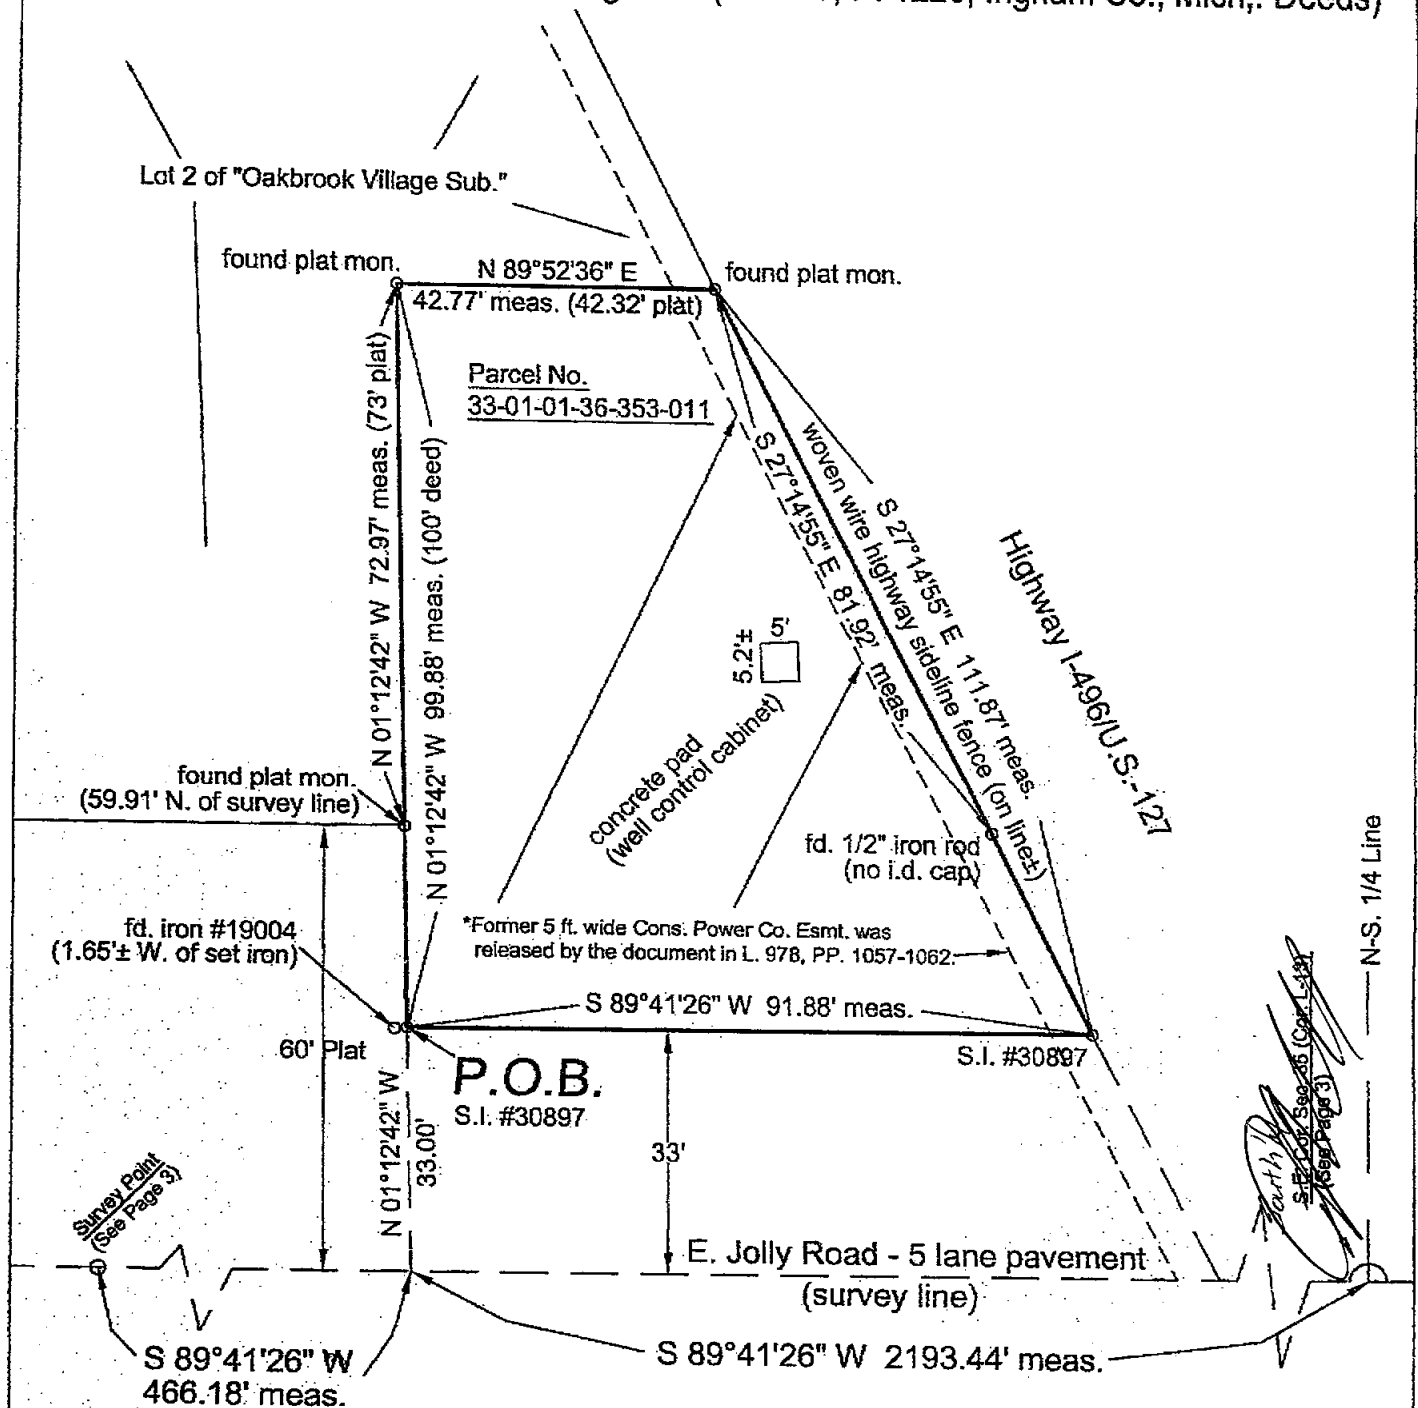 Ingham Co., Mich,. Deeds)
Lot 2 of "Oakbrook Village Sub."
found plat mon.
N 89°52'36" E
42.77' meas. (42.32' plat)
found plat mon.
Parcel No.
33-01-01-36-353-011
N 01°12'42" W 72.97' meas. (73' plat)
N 01°12'42" W 99.88' meas. (100' deed)
S 27°14'55" E 81.92' meas.
woven wire highway sideline fence (on line±)
S 27°14'55" E 111.87' meas.
Highway I-496/U.S.-127
5.2'±
5'
concrete pad
(well control cabinet)
found plat mon.
(59.91' N. of survey line)
fd. 1/2" iron rod
(no i.d. cap)
N-S. 1/4 Line
fd. iron #19004
(1.65'± W. of set iron)
*Former 5 ft. wide Cons. Power Co. Esmt. was
released by the document in L. 978, PP. 1057-1062.
S 89°41'26" W 91.88' meas.
S.I. #30897
60' Plat
P.O.B.
S.I. #30897
N 01°12'42" W
33.00'
33'
(See Page 3)
Survey Point
(See Page 3)
E. Jolly Road - 5 lane pavement
(survey line)
S 89°41'26" W
466.18' meas.
S 89°41'26" W 2193.44' meas.